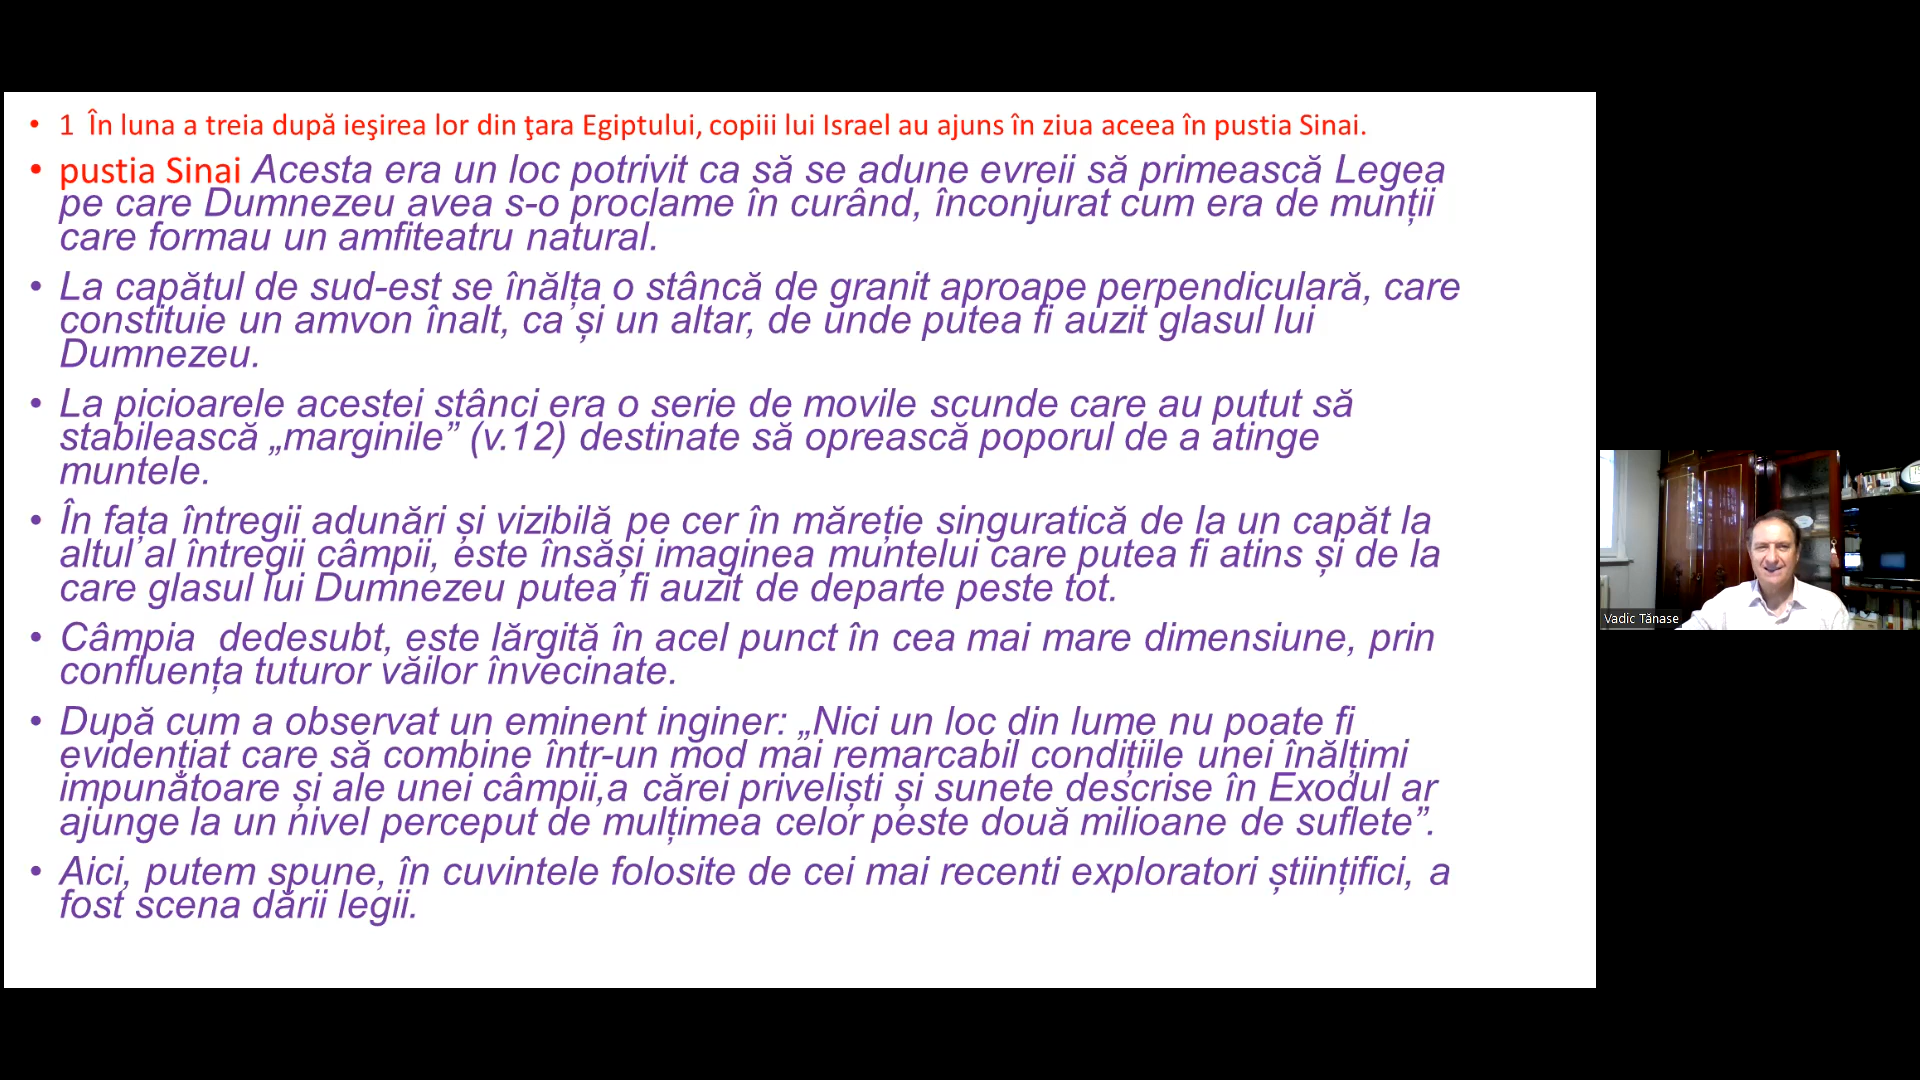 • 1  În luna a treia după ieşirea lor din ţara Egiptului, copiii lui Israel au ajuns în ziua aceea în pustia Sinai.
• pustia Sinai Acesta era un loc potrivit ca să se adune evreii să primească Legea
pe care Dumnezeu avea s-o proclame în curând, înconjurat cum era de munții
care formau un amfiteatru natural.
• La capătul de sud-est se înălța o stâncă de granit aproape perpendiculară, care
constituie un amvon înalt, ca și un altar, de unde putea fi auzit glasul lui
Dumnezeu.
• La picioarele acestei stânci era o serie de movile scunde care au putut să
stabilească „marginile” (v.12) destinate să oprească poporul de a atinge
muntele.
• În fața întregii adunări și vizibilă pe cer în măreție singuratică de la un capăt la
altul al întregii câmpii, este însăși imaginea muntelui care putea fi atins și de la
care glasul lui Dumnezeu putea fi auzit de departe peste tot.
• Câmpia  dedesubt, este lărgită în acel punct în cea mai mare dimensiune, prin
confluența tuturor văilor învecinate.
• După cum a observat un eminent inginer: „Nici un loc din lume nu poate fi
evidențiat care să combine într-un mod mai remarcabil condițiile unei înălțimi
impunătoare și ale unei câmpii,a cărei priveliști și sunete descrise în Exodul ar
ajunge la un nivel perceput de mulțimea celor peste două milioane de suflete”.
• Aici, putem spune, în cuvintele folosite de cei mai recenti exploratori științifici, a
fost scena dării legii.
Vadic Tănase